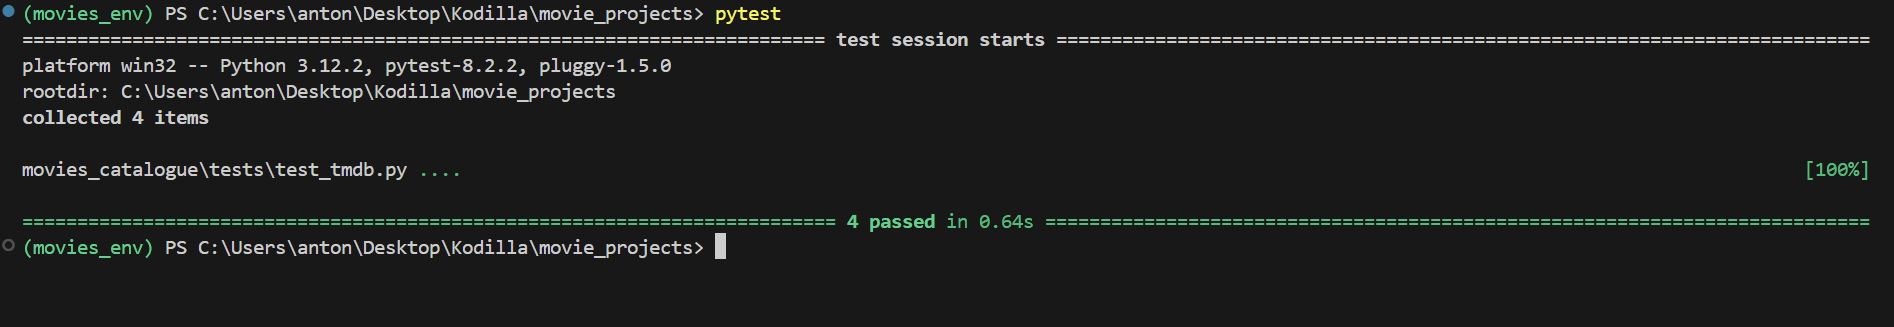 (movies_env) PS C:\Users\anton\Desktop\Kodilla\movie_projects> pytest
========================================================================= test session starts ==========================================================================
platform win32 -- Python 3.12.2, pytest-8.2.2, pluggy-1.5.0
rootdir: C:\Users\anton\Desktop\Kodilla\movie_projects
collected 4 items
movies_catalogue\tests\test_tmdb.py .... [100%]
========================================================================== 4 passed in 0.64s ===========================================================================
(movies_env) PS C:\Users\anton\Desktop\Kodilla\movie_projects>